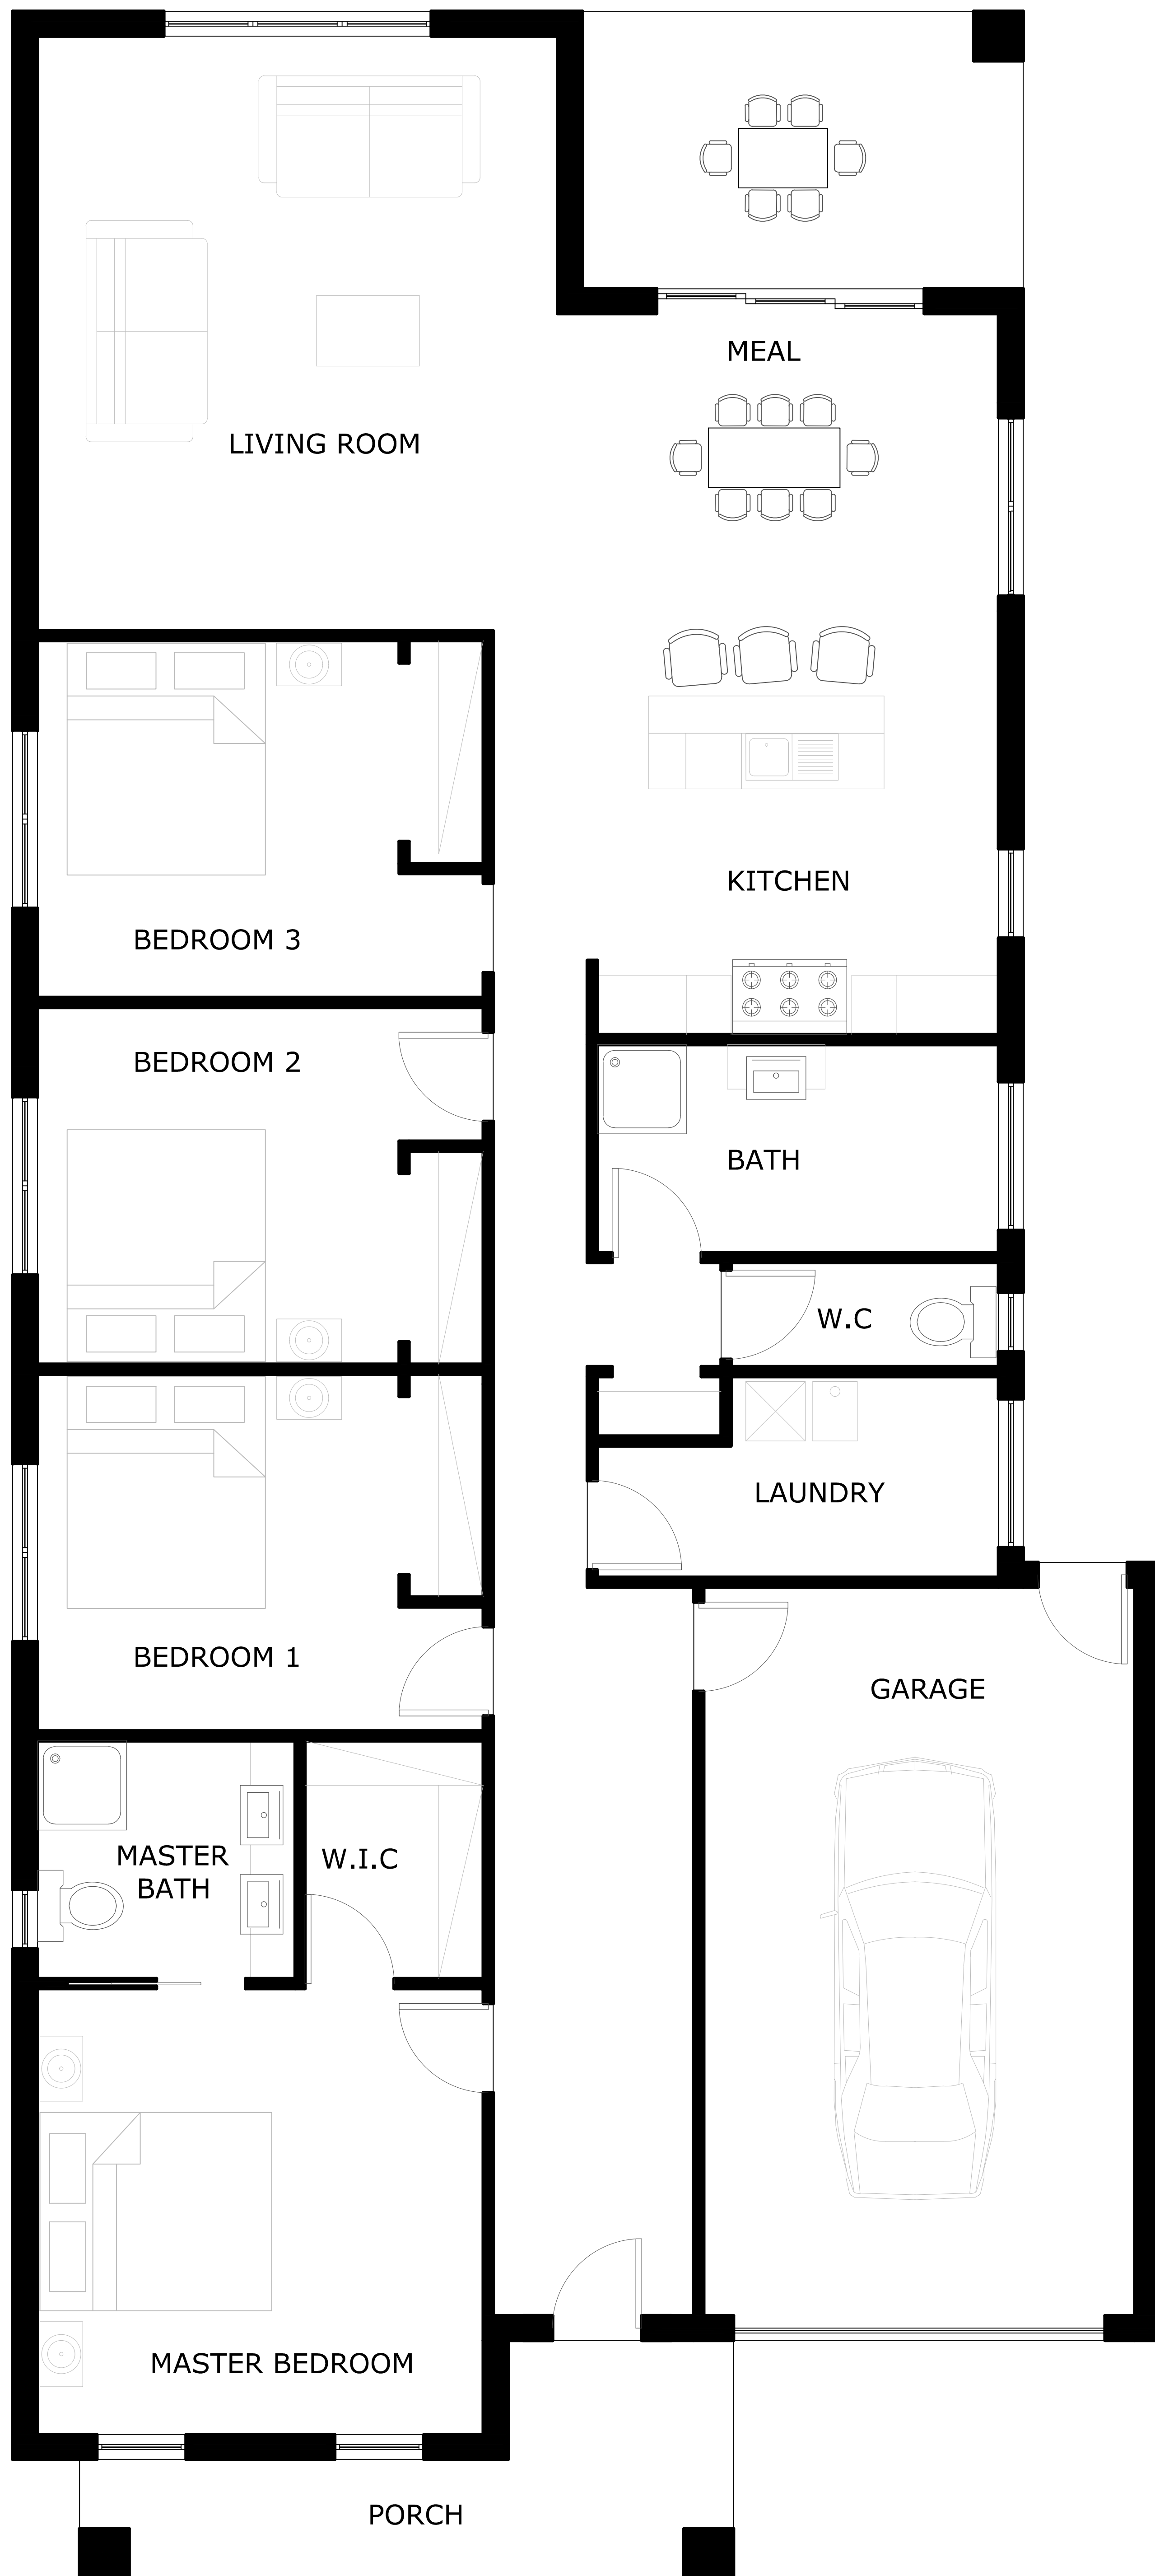 MEAL
LIVING ROOM
KITCHEN
BEDROOM 3
BEDROOM 2
BATH
W.C
LAUNDRY
BEDROOM 1
GARAGE
MASTER
BATH
W.I.C
MASTER BEDROOM
PORCH